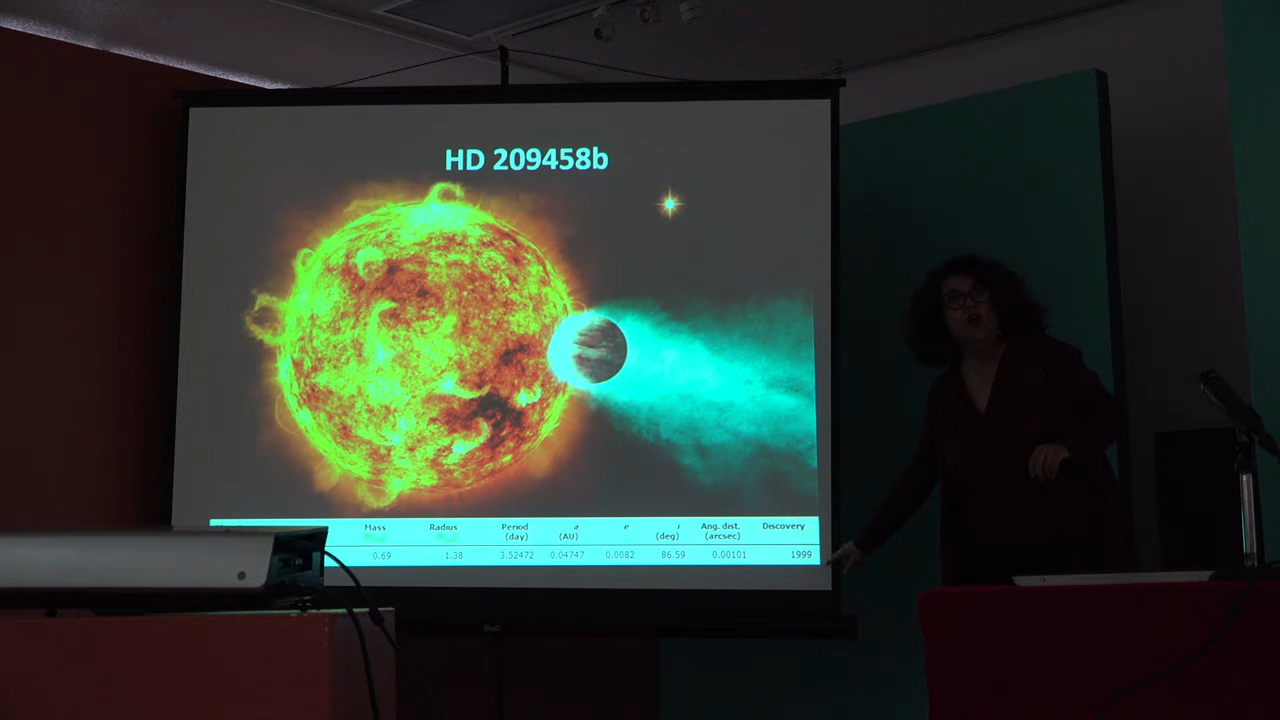 HD 209458b
Mass Radius Period a e i Ang. dist. Discovery
(day) (AU) (deg) (arcsec)
0.69 1.38 3.52472 0.04747 0.0082 86.59 0.00101 1999